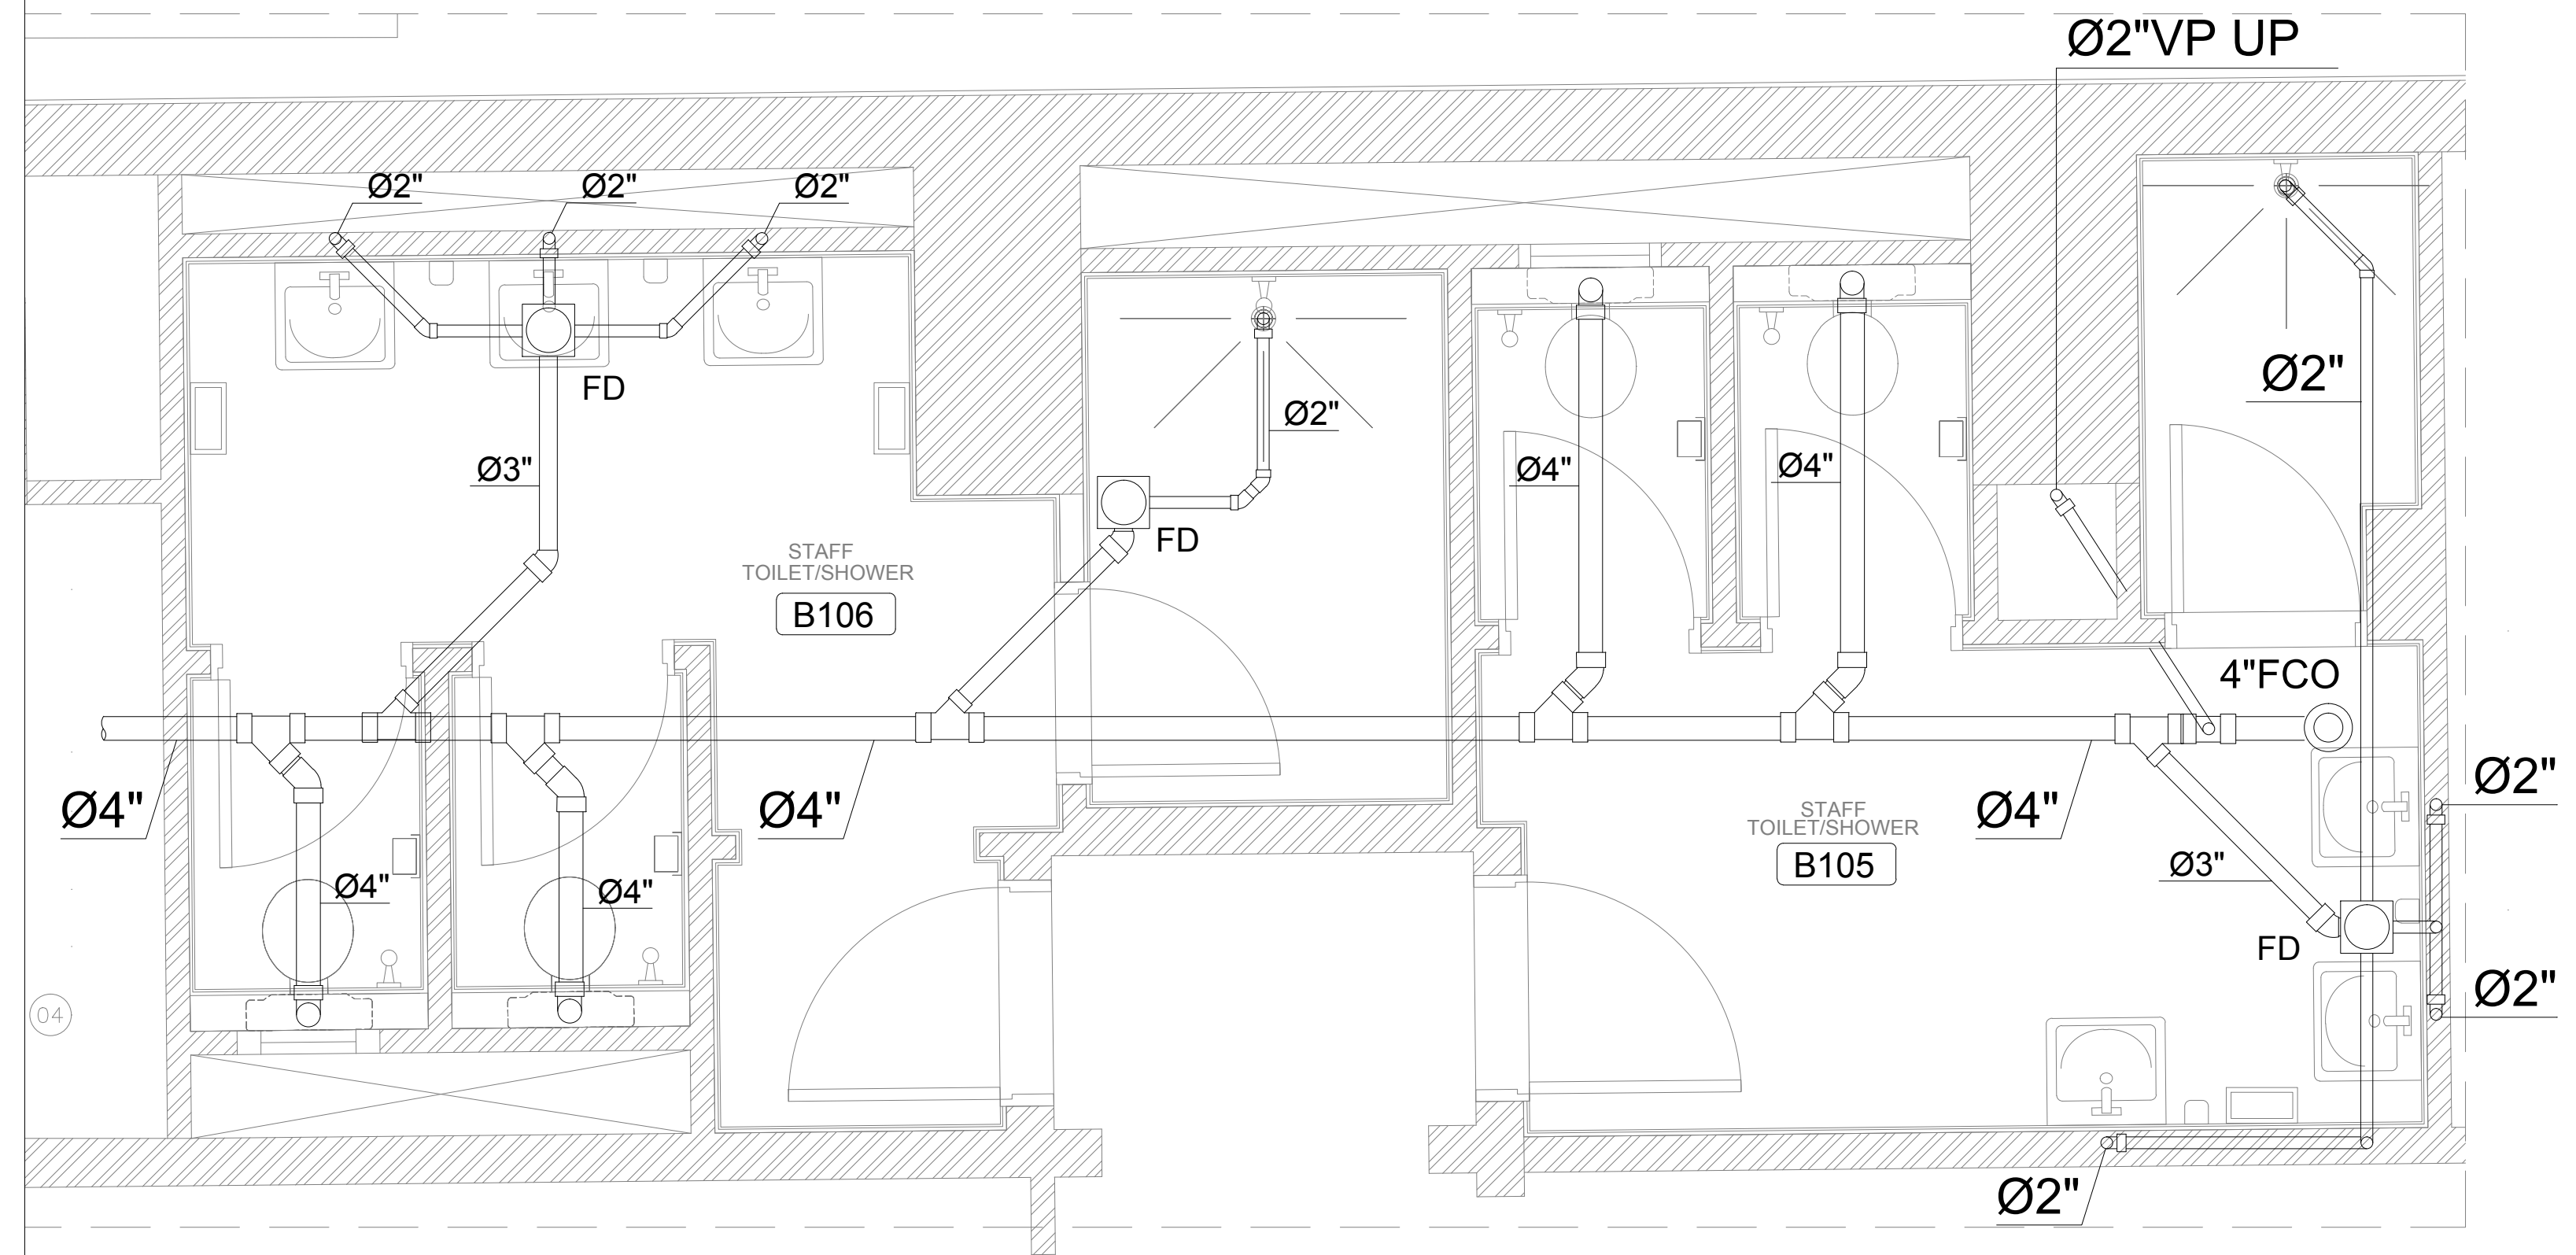 Ø2"VP UP
Ø2"
Ø2"
Ø2"
FD
Ø3"
Ø2"
FD
Ø4"
Ø4"
Ø2"
STAFF
TOILET/SHOWER
B106
4"FCO
Ø4"
Ø4"
Ø4"
Ø2"
STAFF
TOILET/SHOWER
B105
Ø3"
Ø4"
Ø4"
FD
Ø2"
04
Ø2"